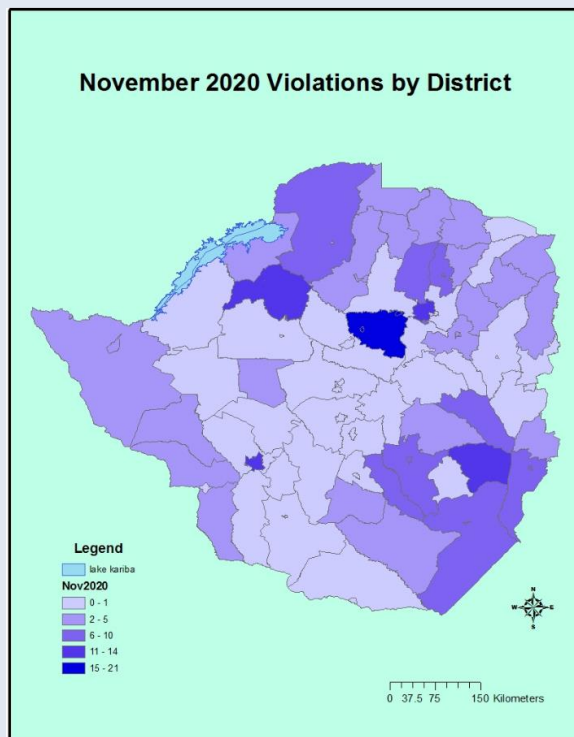 November 2020 Violations by District
Legend
lake kariba
Nov2020
0 - 1
2 - 5
6 - 10
11 - 14
15 - 21
N
W E
S
0 37.5 75 150 Kilometers